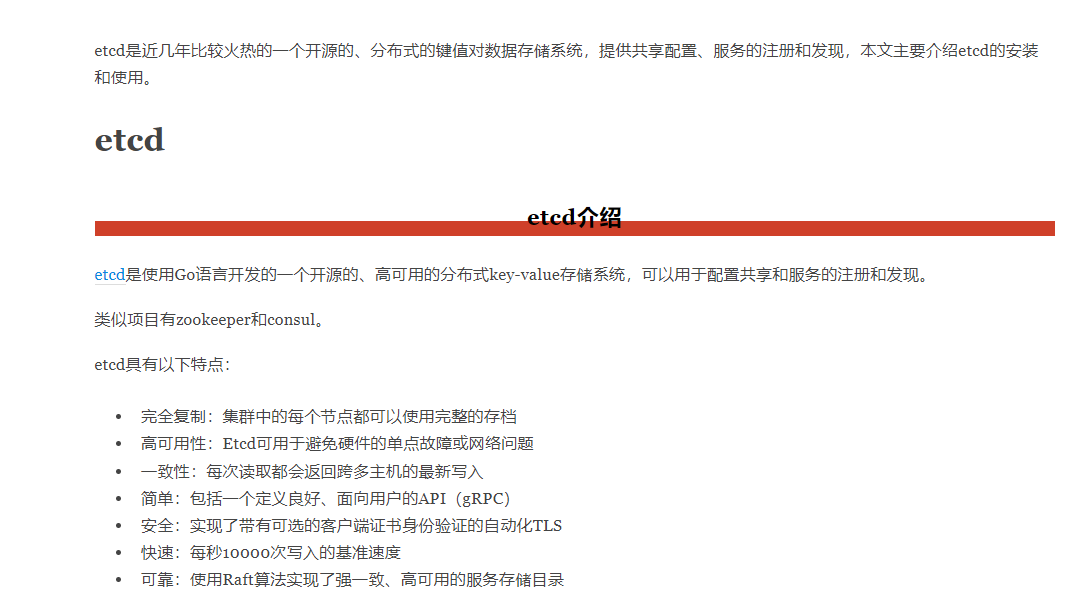 etcd是近几年比较火热的一个开源的、分布式的键值对数据存储系统，提供共享配置、服务的注册和发现，本文主要介绍etcd的安装
和使用。
etcd
etcd介绍
etcd是使用Go语言开发的一个开源的、高可用的分布式key-value存储系统，可以用于配置共享和服务的注册和发现。
类似项目有zookeeper和consul。
etcd具有以下特点：
• 完全复制：集群中的每个节点都可以使用完整的存档
• 高可用性：Etcd可用于避免硬件的单点故障或网络问题
• 一致性：每次读取都会返回跨多主机的最新写入
• 简单：包括一个定义良好、面向用户的API（gRPC）
• 安全：实现了带有可选的客户端证书身份验证的自动化TLS
• 快速：每秒10000次写入的基准速度
• 可靠：使用Raft算法实现了强一致、高可用的服务存储目录